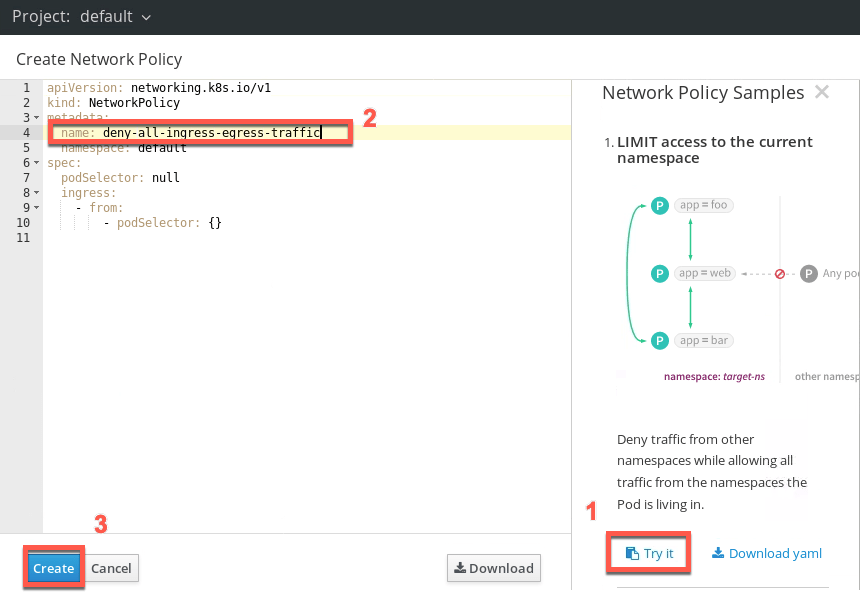 Project: default
Create Network Policy
1 apiVersion: networking.k8s.io/v1
2 kind: NetworkPolicy
3 metadata:
4 name: deny-all-ingress-egress-traffic
5 namespace: default
6 spec:
7 podSelector: null
8 ingress:
9 - from:
10 - podSelector: {}
11
2
3
Create
Cancel
Download
Network Policy Samples
1. LIMIT access to the current
namespace
P app = foo
P app = web
P Any
P app = bar
namespace: target-ns
other
Deny traffic from other
namespaces while allowing all
traffic from the namespaces the
Pod is living in.
1
Try it
Download yaml